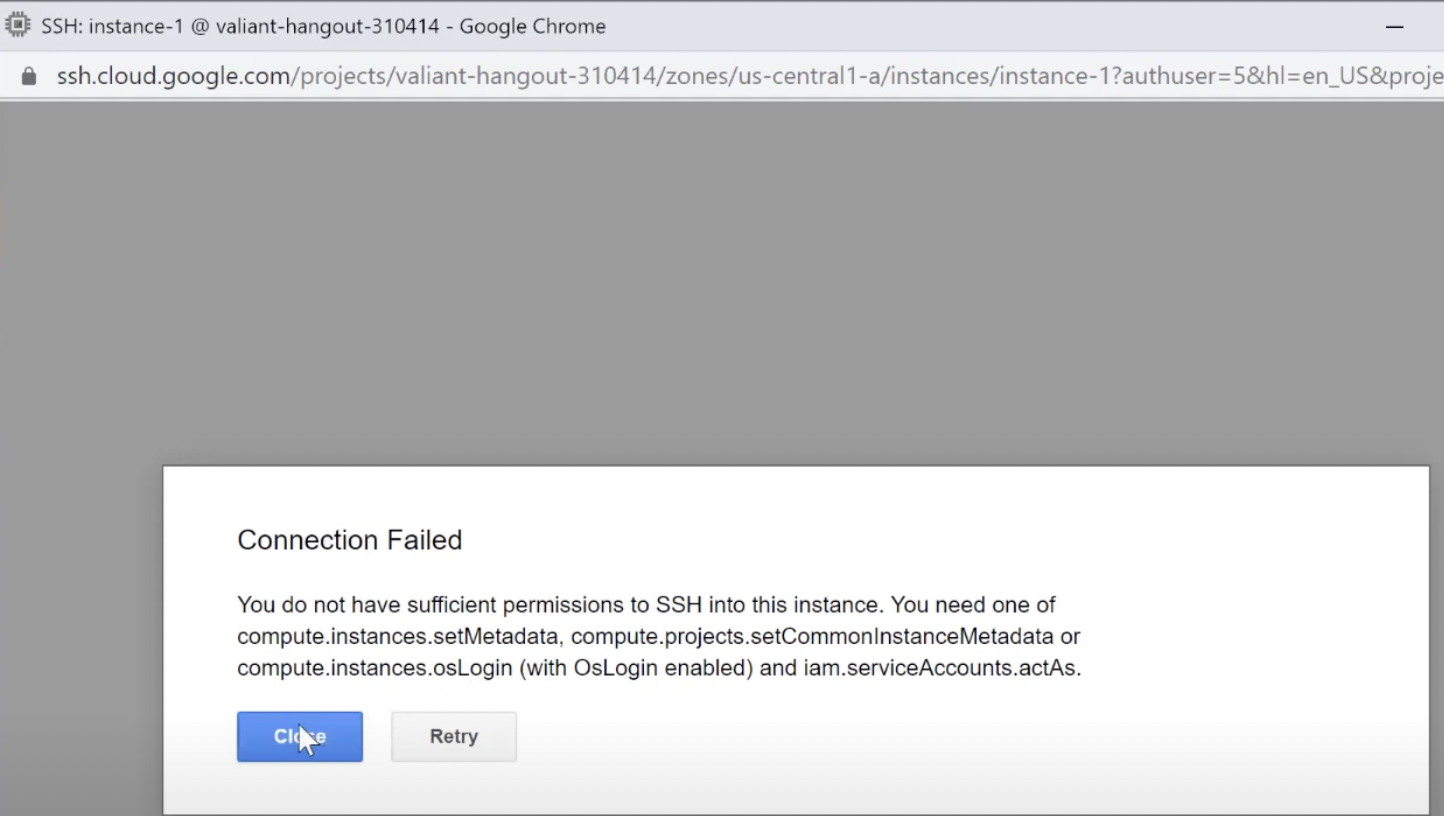 SSH: instance-1 @ valiant-hangout-310414 - Google Chrome
ssh.cloud.google.com/projects/valiant-hangout-310414/zones/us-central1-a/instances/instance-1?authuser=5&hl=en_US&proje
Connection Failed
You do not have sufficient permissions to SSH into this instance. You need one of
compute.instances.setMetadata, compute.projects.setCommonInstanceMetadata or
compute.instances.osLogin (with OsLogin enabled) and iam.serviceAccounts.actAs.
Close Retry